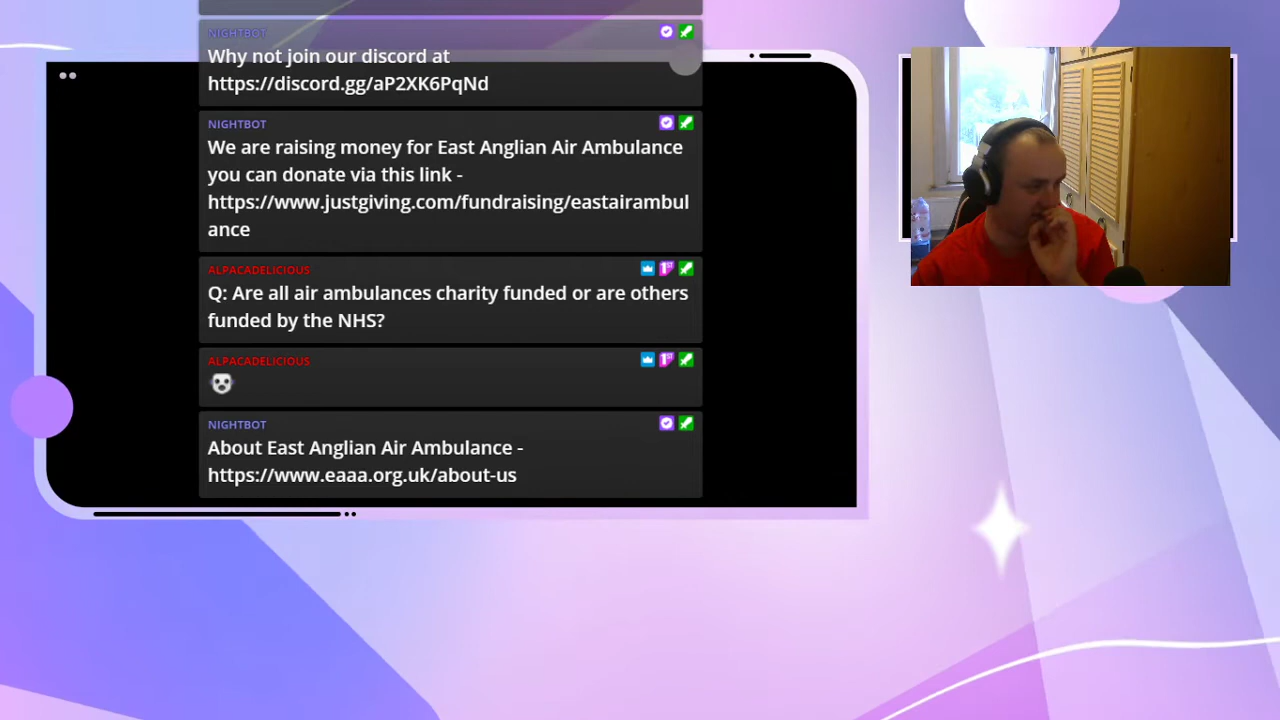 NIGHTBOT
Why not join our discord at
https://discord.gg/aP2XK6PqNd
NIGHTBOT
We are raising money for East Anglian Air Ambulance
you can donate via this link -
https://www.justgiving.com/fundraising/eastairambul
ance
ALPACADELICIOUS
Q: Are all air ambulances charity funded or are others
funded by the NHS?
ALPACADELICIOUS
NIGHTBOT
About East Anglian Air Ambulance -
https://www.eaaa.org.uk/about-us